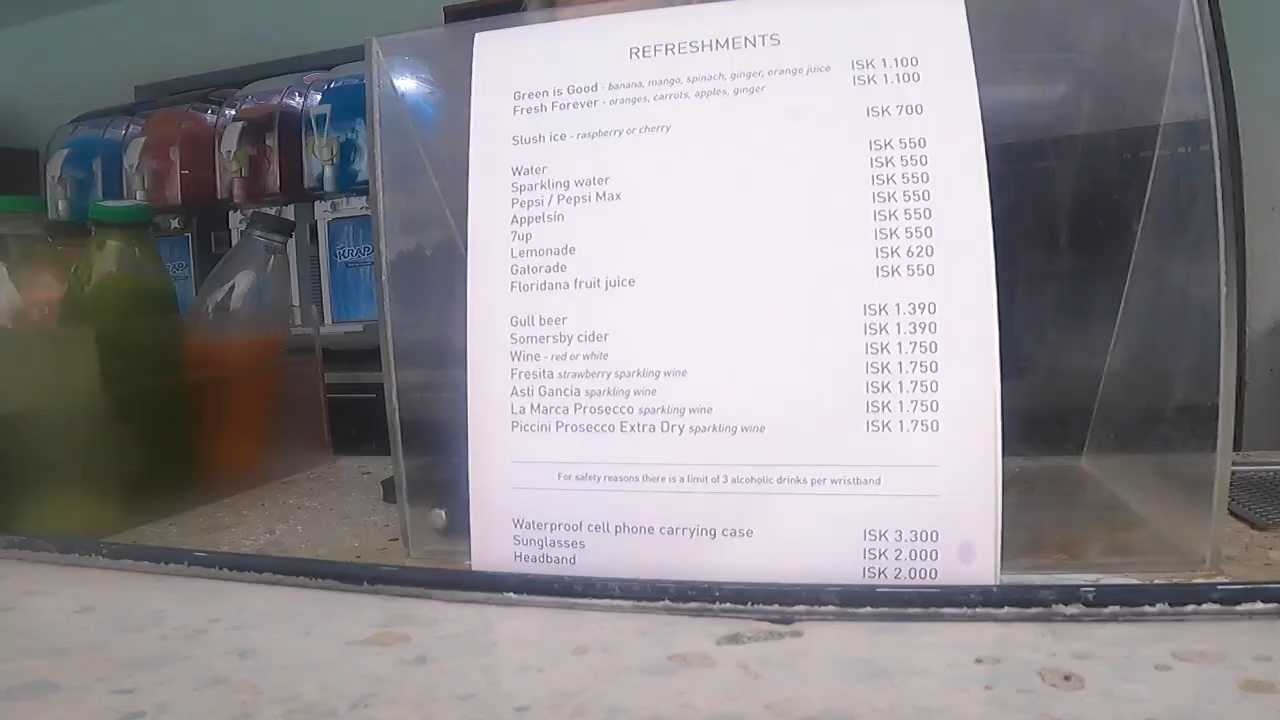 REFRESHMENTS
Green is Good - banana, mango, spinach, ginger, orange juice ISK 1.100
Fresh Forever - oranges, carrots, apples, ginger ISK 1.100
Slush ice - raspberry or cherry ISK 700
Water ISK 550
Sparkling water ISK 550
Pepsi / Pepsi Max ISK 550
Appelsín ISK 550
7up ISK 550
Lemonade ISK 550
Gatorade ISK 620
Floridana fruit juice ISK 550
Gull beer ISK 1.390
Somersby cider ISK 1.390
Wine - red or white ISK 1.750
Fresita strawberry sparkling wine ISK 1.750
Asti Gancia sparkling wine ISK 1.750
La Marca Prosecco sparkling wine ISK 1.750
Piccini Prosecco Extra Dry sparkling wine ISK 1.750
For safety reasons there is a limit of 3 alcoholic drinks per wristband
Waterproof cell phone carrying case ISK 3.300
Sunglasses ISK 2.000
Headband ISK 2.000
KRAP